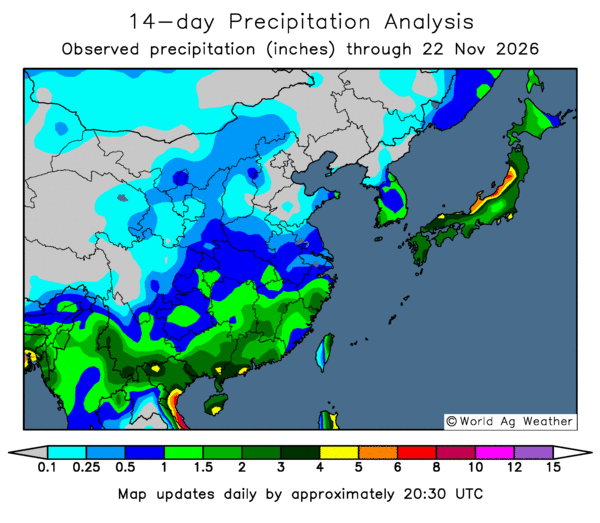 14-day Precipitation Analysis
Observed precipitation (inches) through 22 Nov 2026
© World Ag Weather
0.1 0.25 0.5 1 1.5 2 3 4 5 6 8 10 12 15
Map updates daily by approximately 20:30 UTC